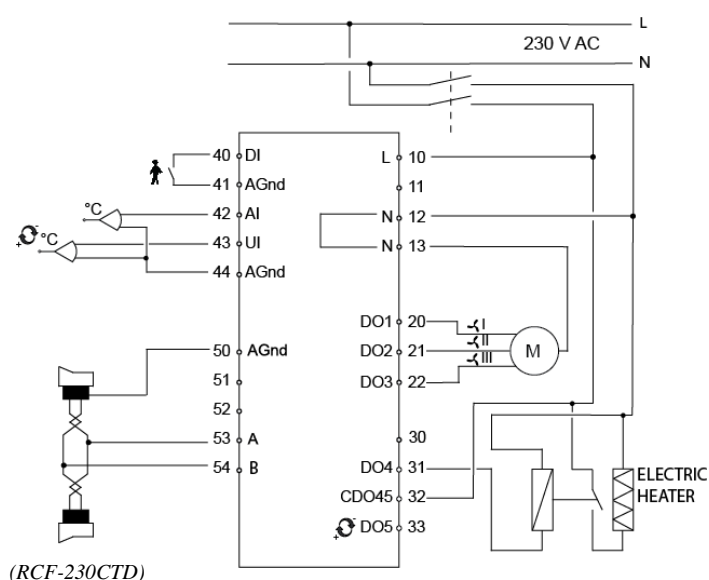 L
230 V AC
N
40 DI
41 AGnd
°C
42 AI
°C
43 UI
44 AGnd
L 10
11
N 12
N 13
DO1 20 I
DO2 21 II
DO3 22 III
M
50 AGnd
51
52
53 A
54 B
30
DO4 31
CDO45 32
DO5 33
ELECTRIC
HEATER
(RCF-230CTD)